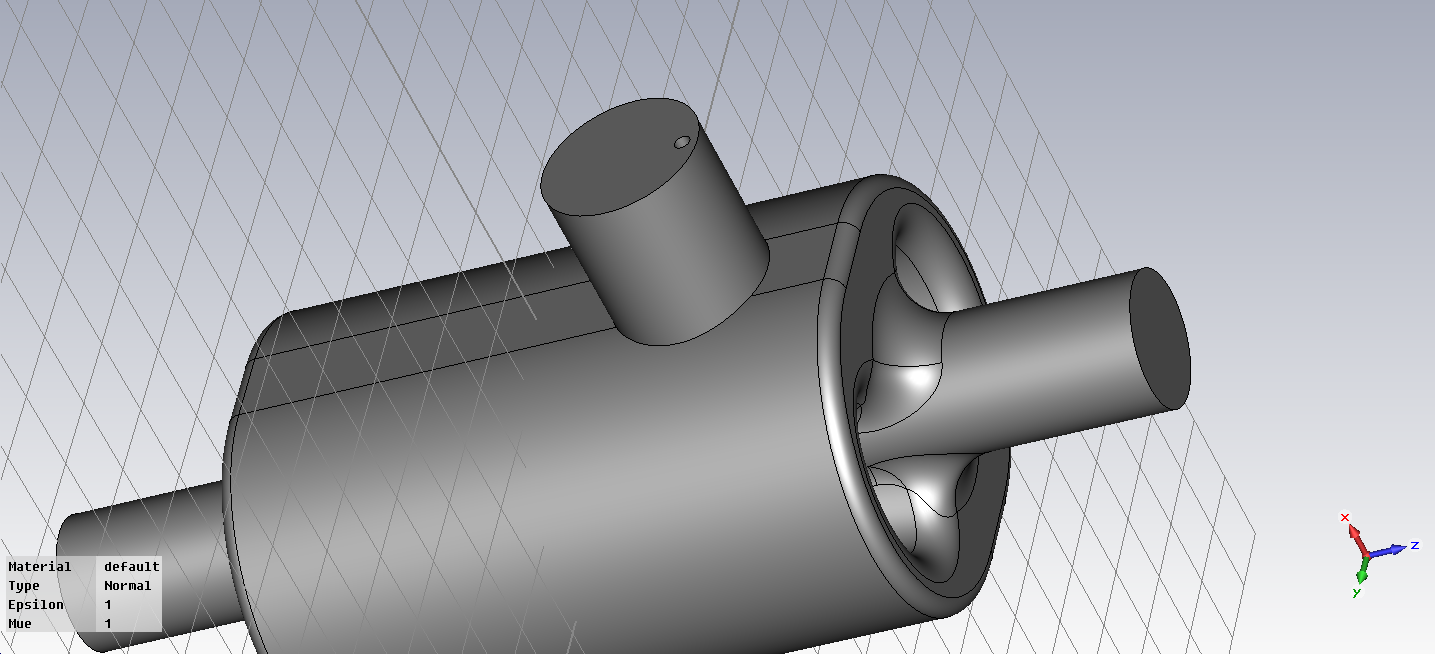 x
z
y
Material default
Type Normal
Epsilon 1
Mue 1